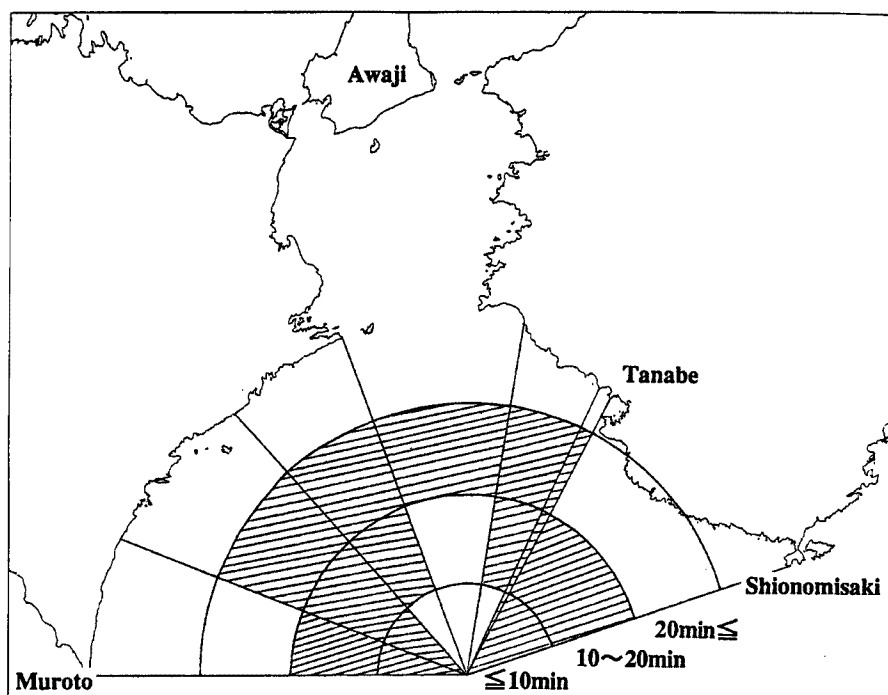 Awaji
Tanabe
Shionomisaki
20min≦
10～20min
≦10min
Muroto